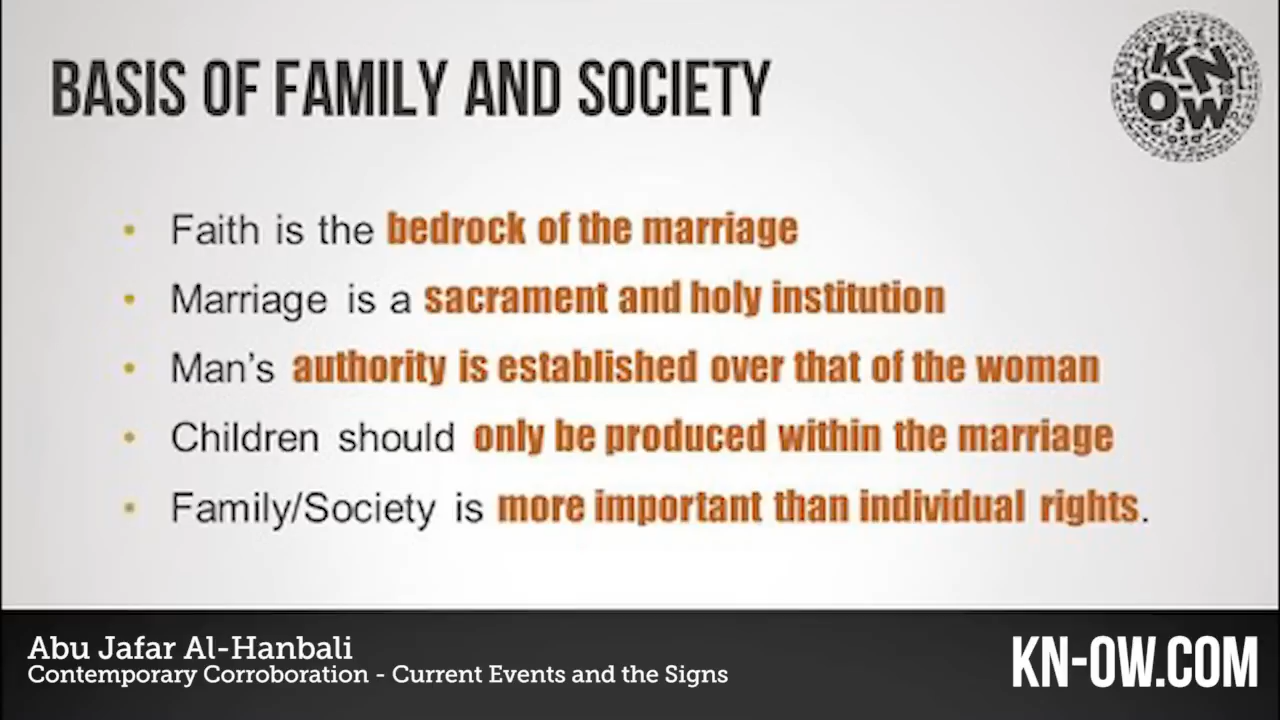 BASIS OF FAMILY AND SOCIETY
KN
OW
• Faith is the bedrock of the marriage
• Marriage is a sacrament and holy institution
• Man’s authority is established over that of the woman
• Children should only be produced within the marriage
• Family/Society is more important than individual rights.
Abu Jafar Al-Hanbali
Contemporary Corroboration - Current Events and the Signs
KN-OW.COM